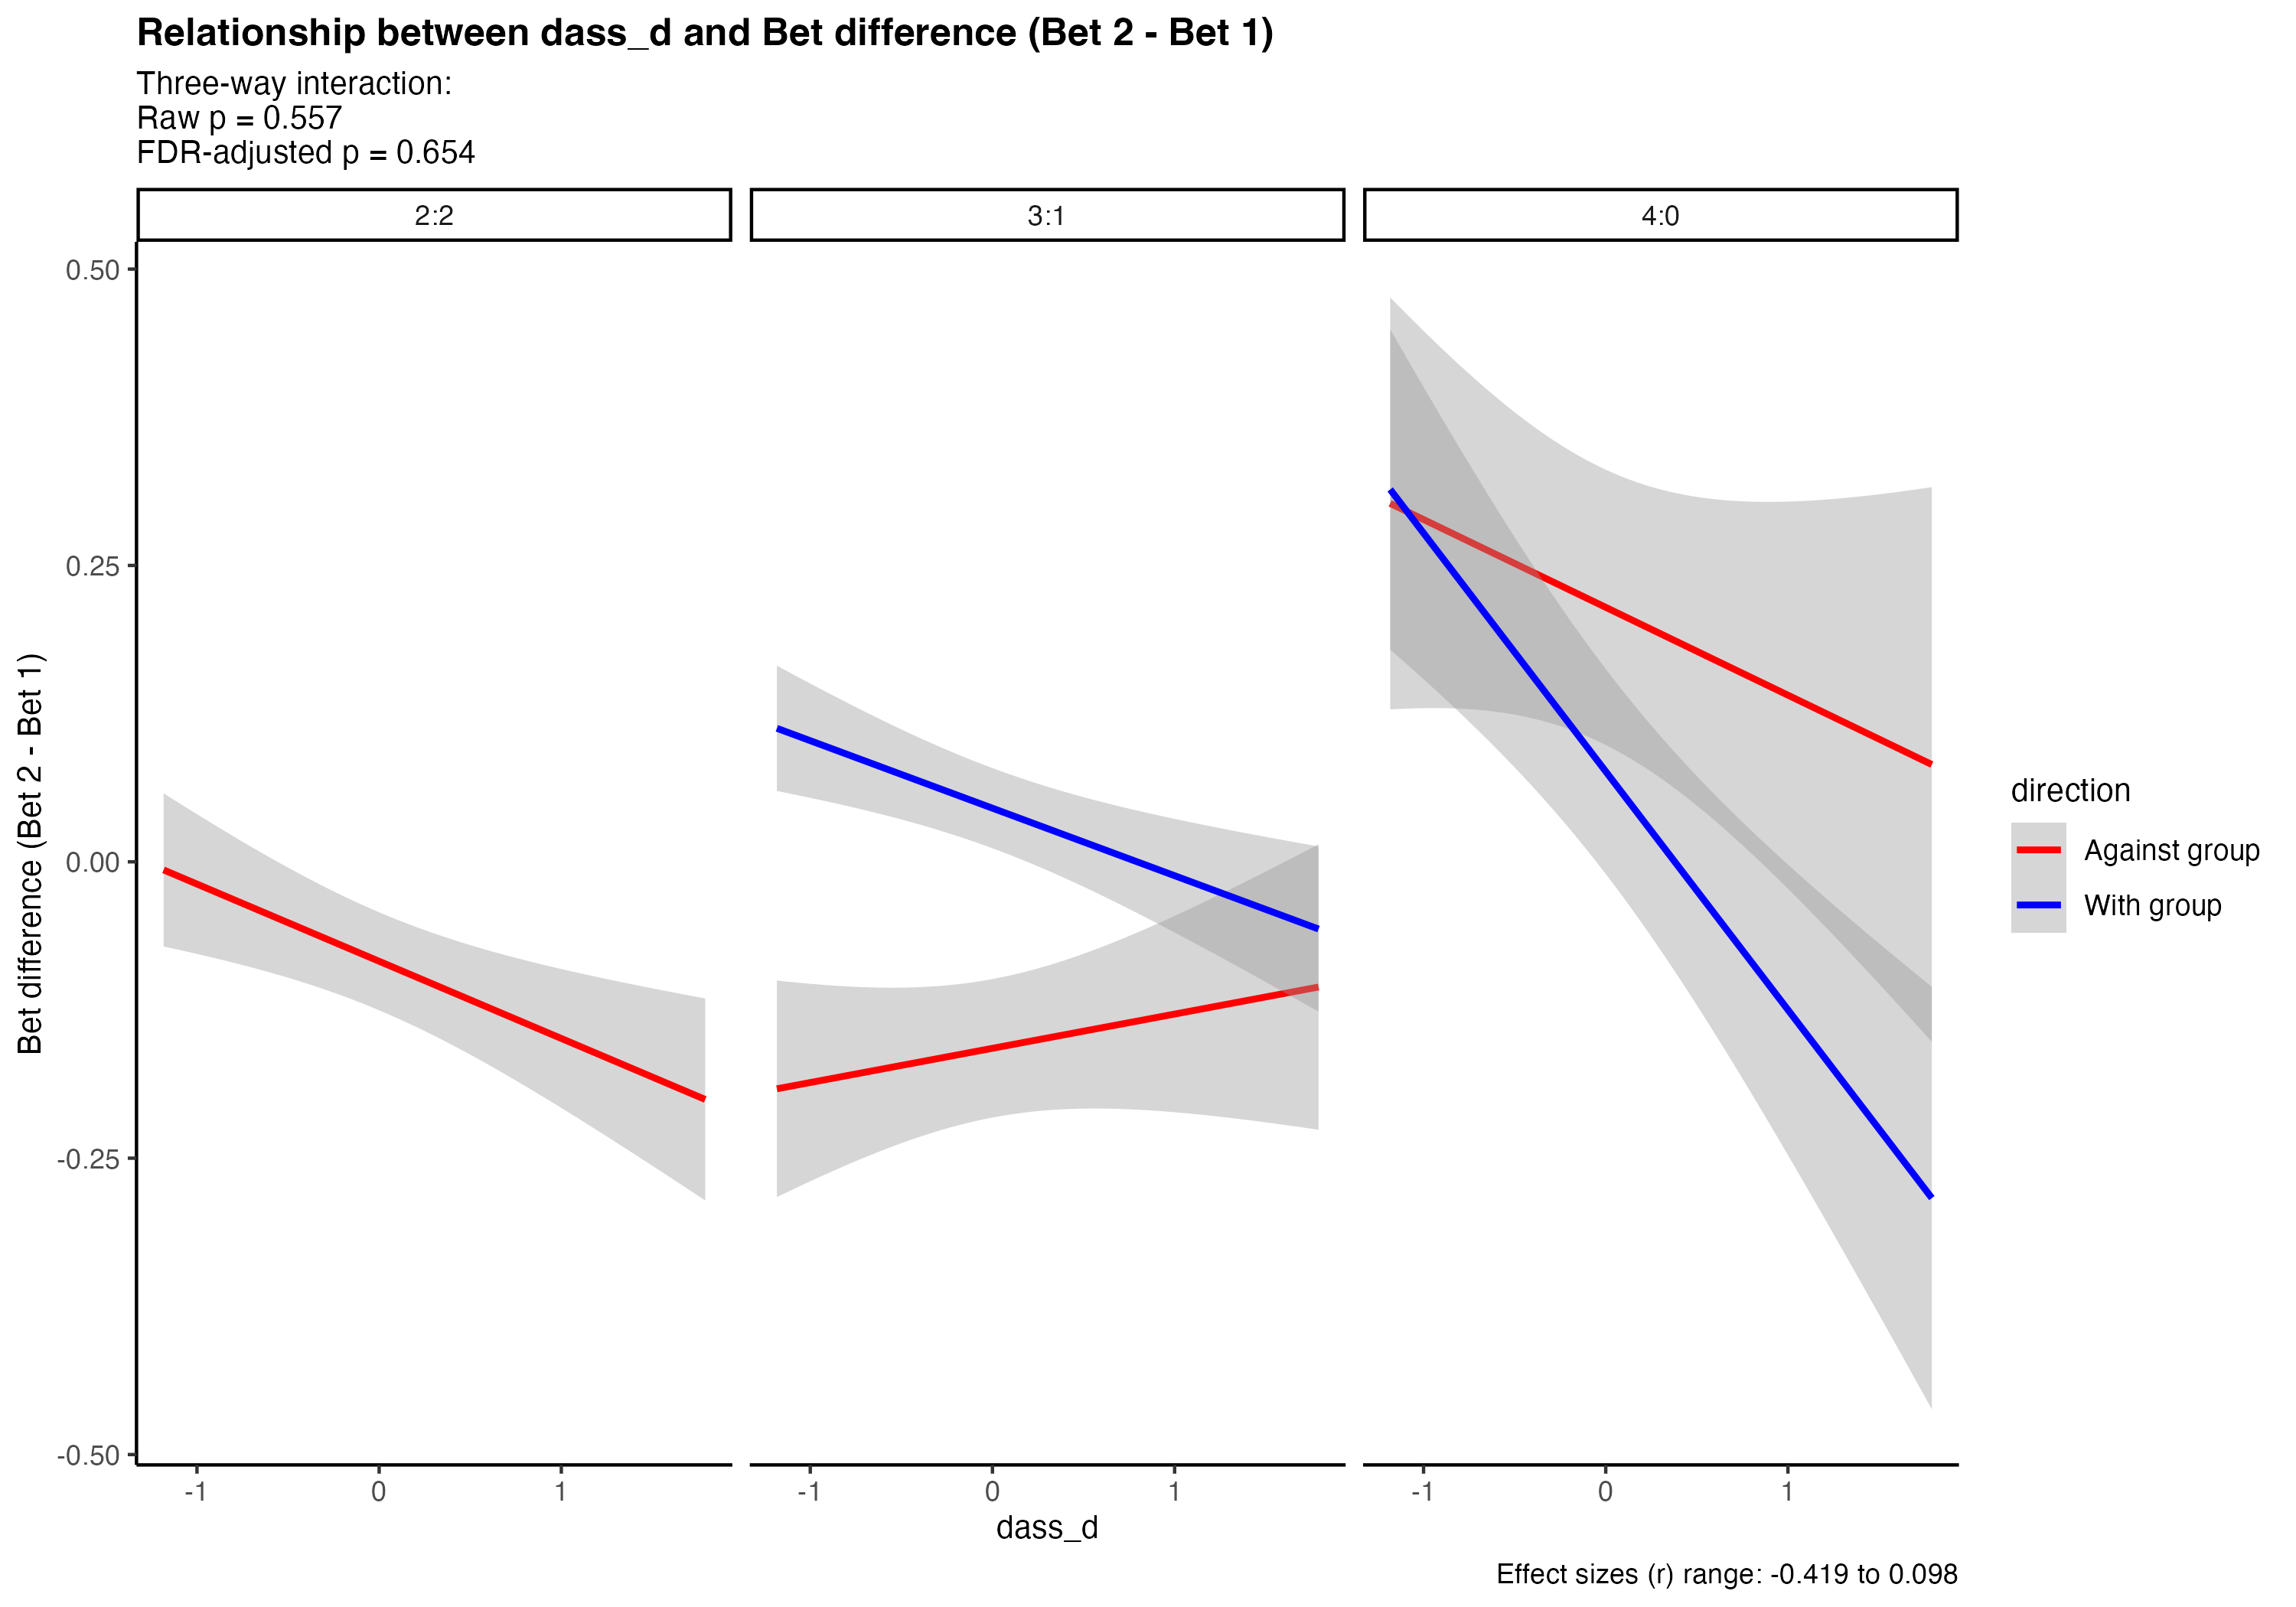 Relationship between dass_d and Bet difference (Bet 2 - Bet 1)
Three-way interaction:
Raw p = 0.557
FDR-adjusted p = 0.654
2:2
3:1
4:0
0.50
0.25
0.00
-0.25
-0.50
Bet difference (Bet 2 - Bet 1)
-1 0 1
-1 0 1
-1 0 1
dass_d
direction
Against group
With group
Effect sizes (r) range: -0.419 to 0.098